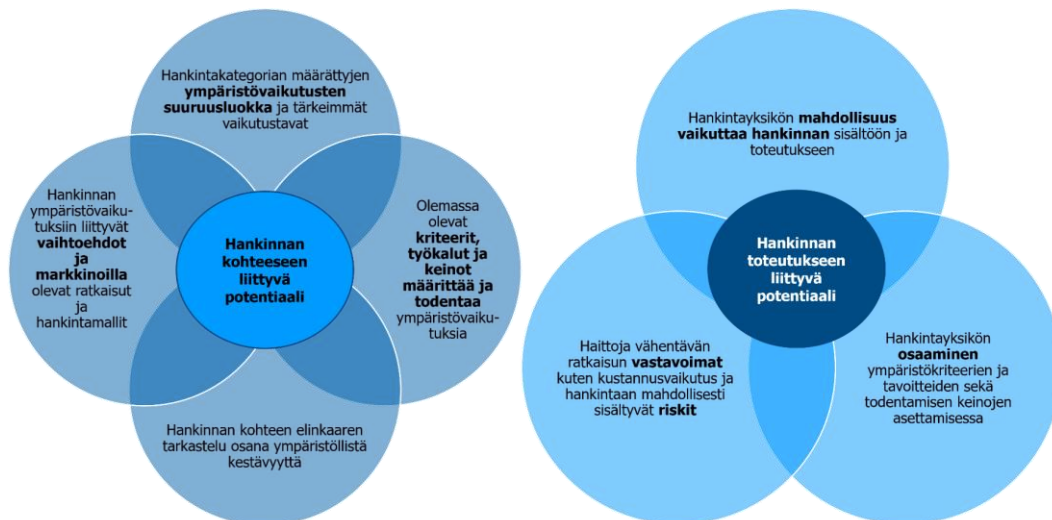 Hankintakategorian määrättyjen
ympäristövaikutusten
suuruusluokka ja tärkeimmät
vaikutustavat
Hankinnan
ympäristövaiku-
tuksiin liittyvät
vaihtoehdot
ja
markkinoilla
olevat ratkaisut
ja
hankintamallit
Hankinnan
kohteeseen
liittyvä
potentiaali
Olemassa
olevat
kriteerit,
työkalut ja
keinot
määrittää ja
todentaa
ympäristövaiku-
tuksia
Hankinnan kohteen elinkaaren
tarkastelu osana ympäristöllistä
kestävyyttä
Hankintayksikön mahdollisuus
vaikuttaa hankinnan sisältöön ja
toteutukseen
Hankinnan
toteutukseen
liittyvä
potentiaali
Haittoja vähentävän
ratkaisun vastavoimat
kuten kustannusvaikutus ja
hankintaan mahdollisesti
sisältyvät riskit
Hankintayksikön
osaaminen
ympäristökriteerien ja
tavoitteiden sekä
todentamisen keinojen
asettamisessa